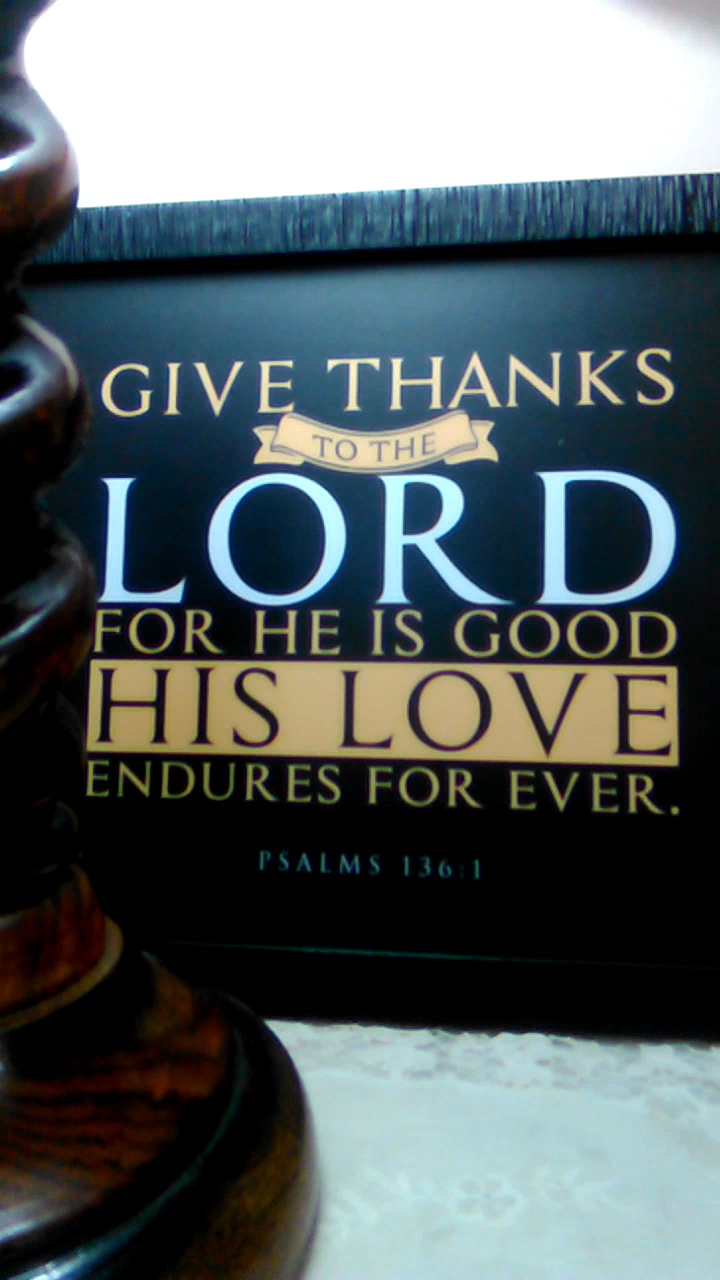 GIVE THANKS
TO THE
LORD
FOR HE IS GOOD
HIS LOVE
ENDURES FOR EVER.
PSALMS 136:1